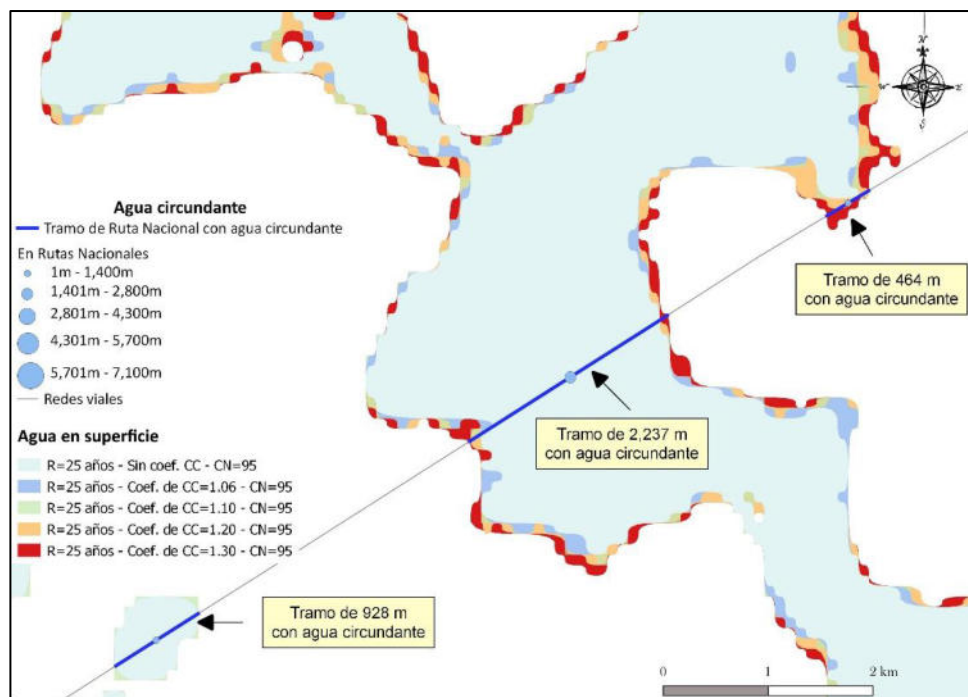 N
W
E
S
Agua circundante
Tramo de Ruta Nacional con agua circundante
En Rutas Nacionales
1m - 1,400m
1,401m - 2,800m
2,801m - 4,300m
4,301m - 5,700m
5,701m - 7,100m
Redes viales
Agua en superficie
R=25 años - Sin coef. CC - CN=95
R=25 años - Coef. de CC=1.06 - CN=95
R=25 años - Coef. de CC=1.10 - CN=95
R=25 años - Coef. de CC=1.20 - CN=95
R=25 años - Coef. de CC=1.30 - CN=95
Tramo de 464 m
con agua circundante
Tramo de 2,237 m
con agua circundante
Tramo de 928 m
con agua circundante
0 1 2 km